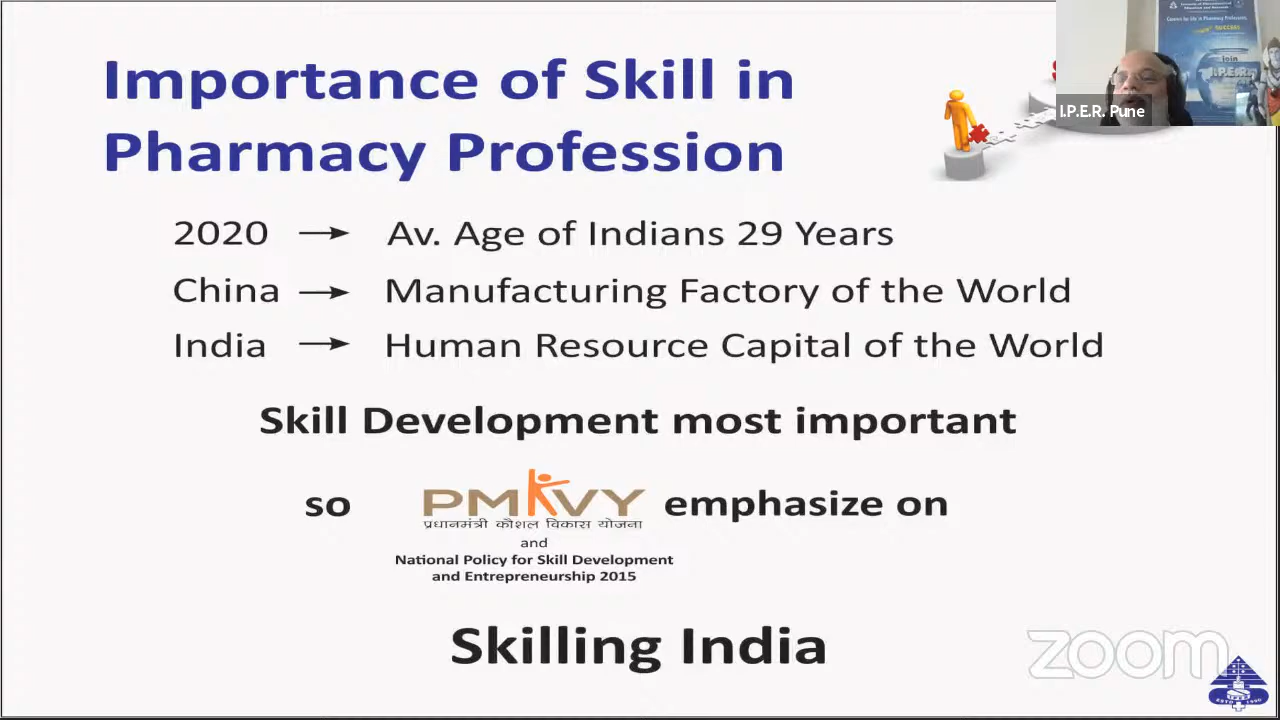 Importance of Skill in
Pharmacy Profession
I.P.E.R. Pune
2020 → Av. Age of Indians 29 Years
China → Manufacturing Factory of the World
India → Human Resource Capital of the World
Skill Development most important
so PMKVY emphasize on
प्रधानमंत्री कौशल विकास योजना
and
National Policy for Skill Development
and Entrepreneurship 2015
Skilling India
zoom